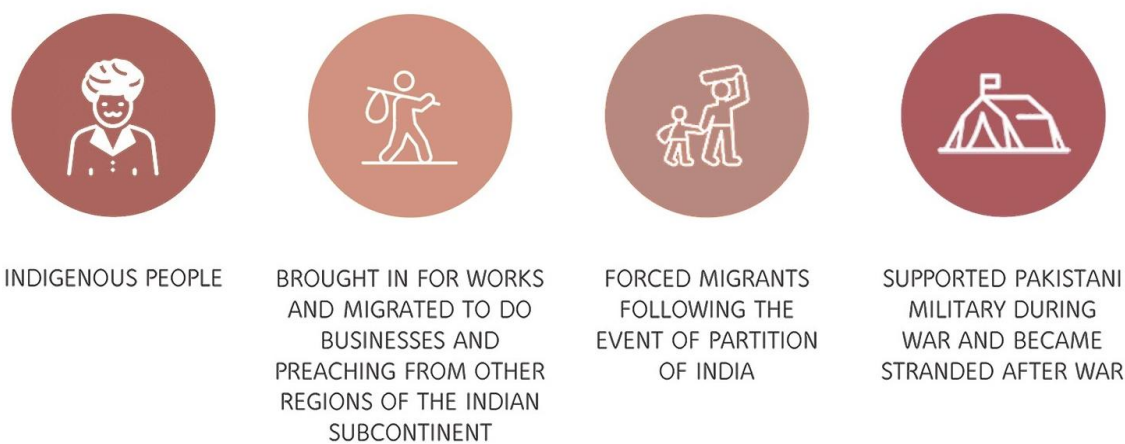 INDIGENOUS PEOPLE
BROUGHT IN FOR WORKS
AND MIGRATED TO DO
BUSINESSES AND
PREACHING FROM OTHER
REGIONS OF THE INDIAN
SUBCONTINENT
FORCED MIGRANTS
FOLLOWING THE
EVENT OF PARTITION
OF INDIA
SUPPORTED PAKISTANI
MILITARY DURING
WAR AND BECAME
STRANDED AFTER WAR